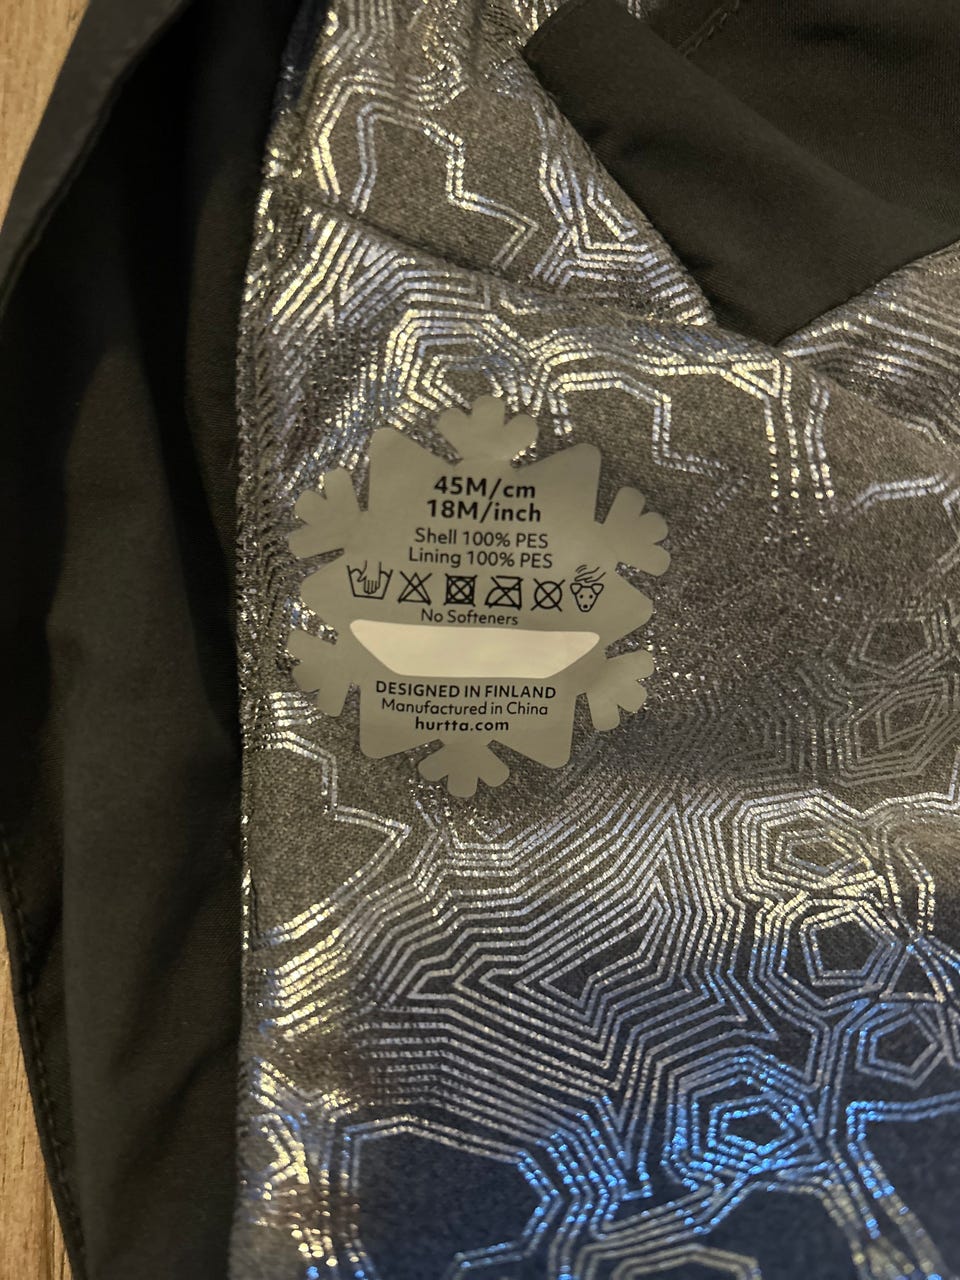 45M/cm
18M/inch
Shell 100% PES
Lining 100% PES
No Softeners
DESIGNED IN FINLAND
Manufactured in China
hurtta.com